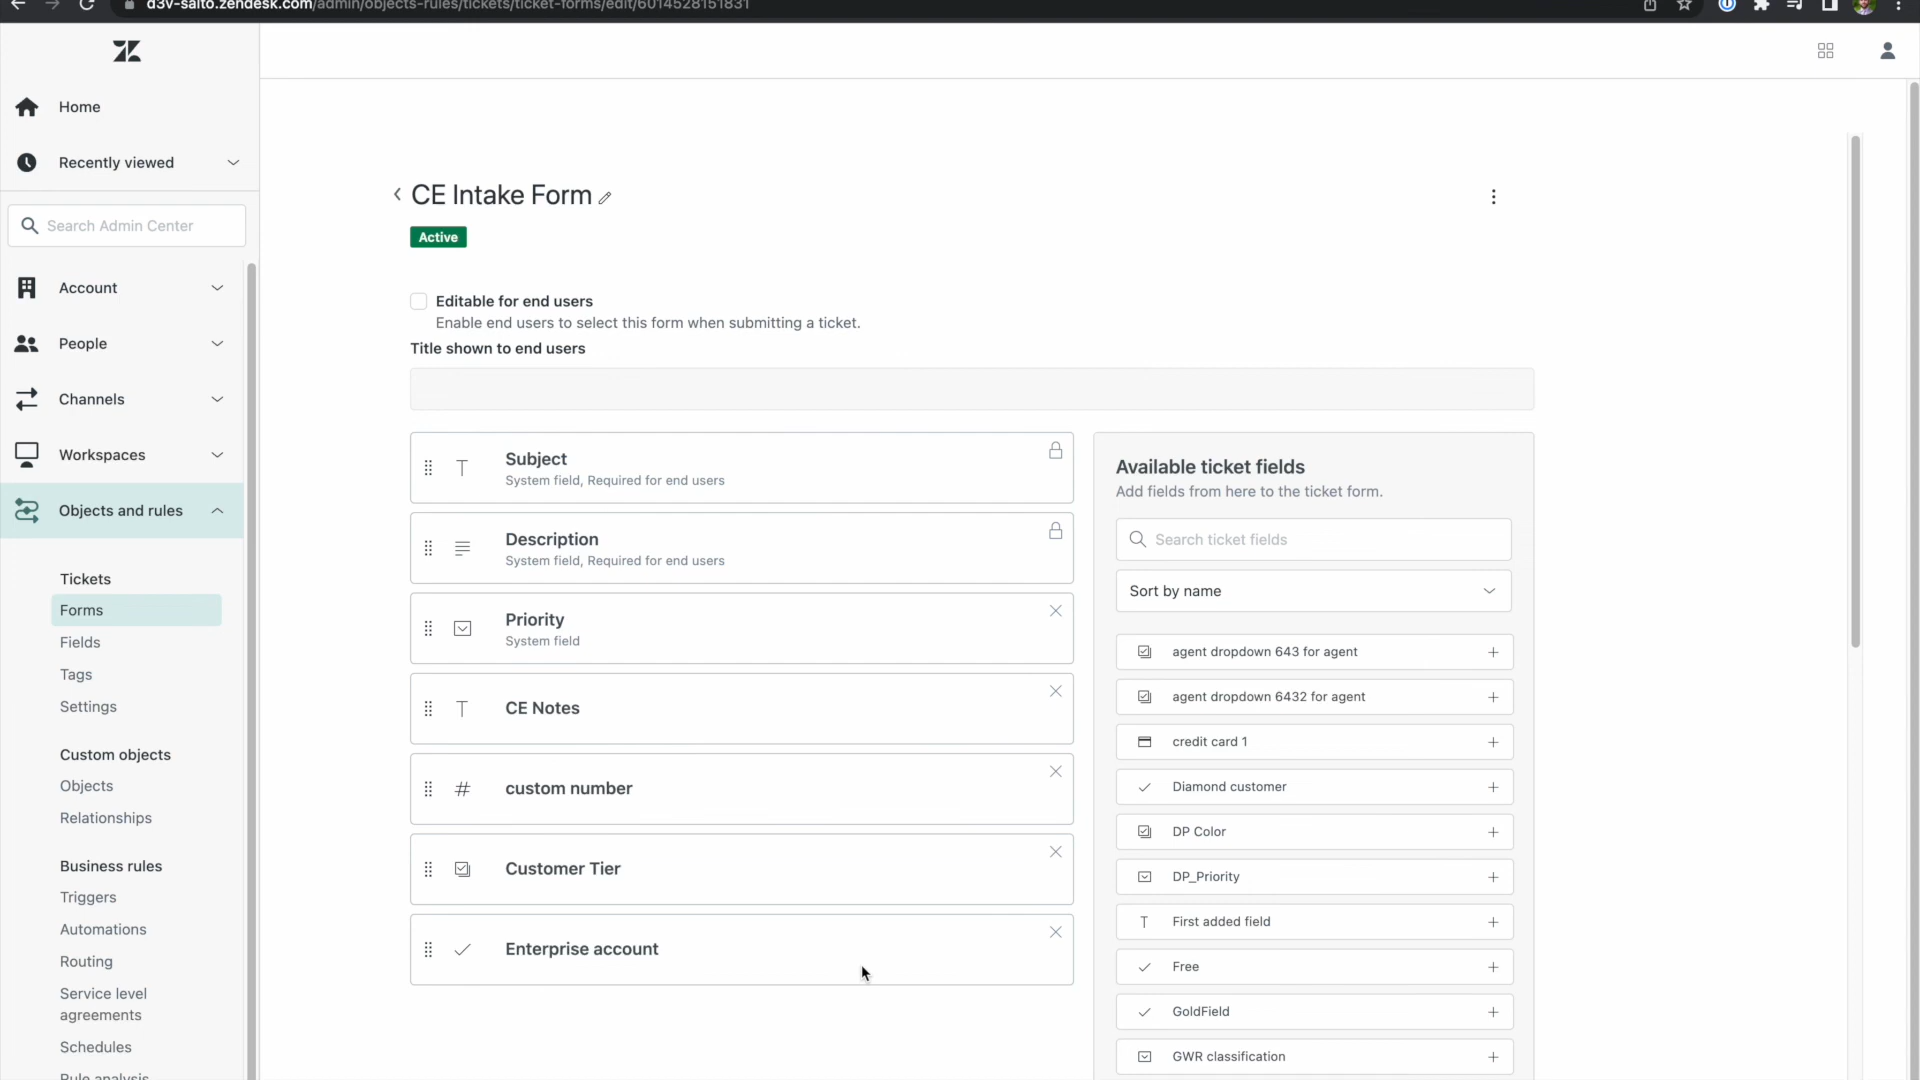 d3v-salto.zendesk.com/admin/objects-rules/tickets/ticket-forms/edit/6014528151831
Home
Recently viewed
Search Admin Center
Account
People
Channels
Workspaces
Objects and rules
Tickets
Forms
Fields
Tags
Settings
Custom objects
Objects
Relationships
Business rules
Triggers
Automations
Routing
Service level
agreements
Schedules
Rule analysis
CE Intake Form
Active
Editable for end users
Enable end users to select this form when submitting a ticket.
Title shown to end users
Subject
System field, Required for end users
Description
System field, Required for end users
Priority
System field
CE Notes
custom number
Customer Tier
Enterprise account
Available ticket fields
Add fields from here to the ticket form.
Search ticket fields
Sort by name
agent dropdown 643 for agent
agent dropdown 6432 for agent
credit card 1
Diamond customer
DP Color
DP_Priority
First added field
Free
GoldField
GWR classification